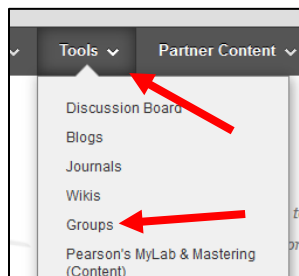 Tools Partner Content
Discussion Board
Blogs
Journals
Wikis
Groups
Pearson's MyLab & Mastering
(Content)